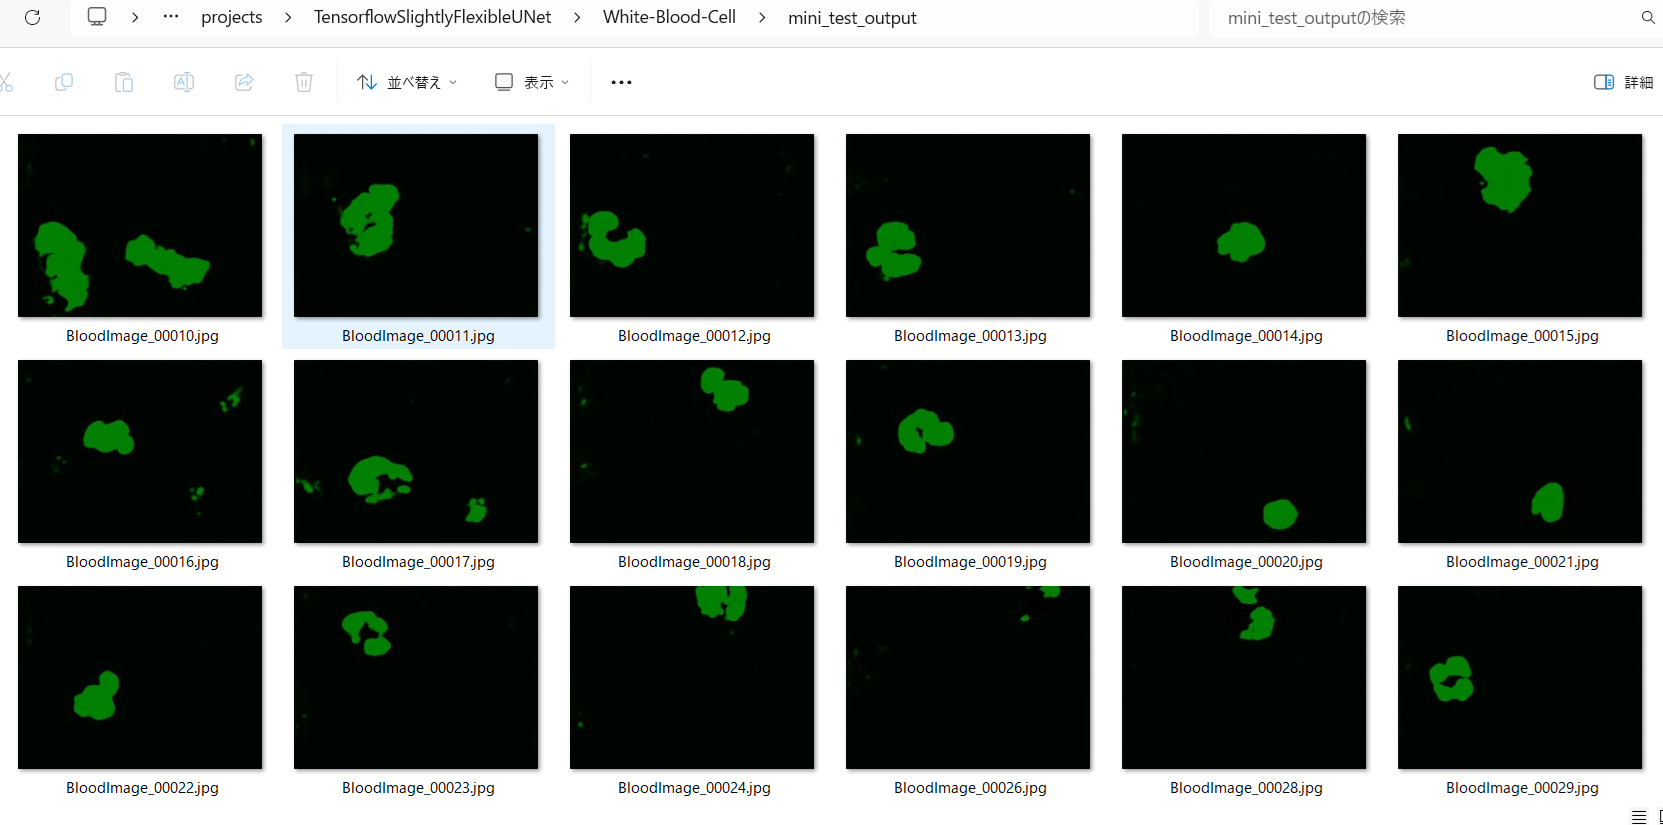 projects > TensorflowSlightlyFlexibleUNet > White-Blood-Cell > mini_test_output
mini_test_outputの検索
並べ替え 表示 詳細
BloodImage_00010.jpg BloodImage_00011.jpg BloodImage_00012.jpg BloodImage_00013.jpg BloodImage_00014.jpg BloodImage_00015.jpg
BloodImage_00016.jpg BloodImage_00017.jpg BloodImage_00018.jpg BloodImage_00019.jpg BloodImage_00020.jpg BloodImage_00021.jpg
BloodImage_00022.jpg BloodImage_00023.jpg BloodImage_00024.jpg BloodImage_00026.jpg BloodImage_00028.jpg BloodImage_00029.jpg